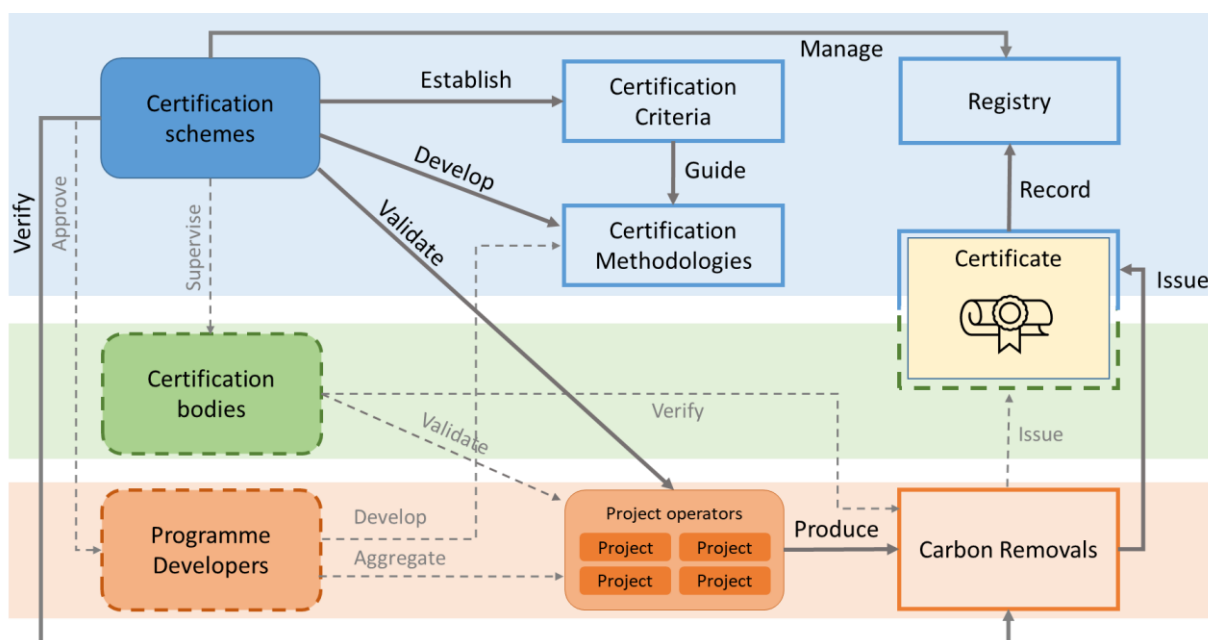 Manage
Certification
schemes
Establish
Certification
Criteria
Registry
Develop
Guide
Record
Verify
Approve
Supervise
Validate
Certification
Methodologies
Certificate
Issue
Certification
bodies
Verify
Validate
Issue
Programme
Developers
Develop
Aggregate
Project operators
Project
Project
Project
Project
Produce
Carbon Removals